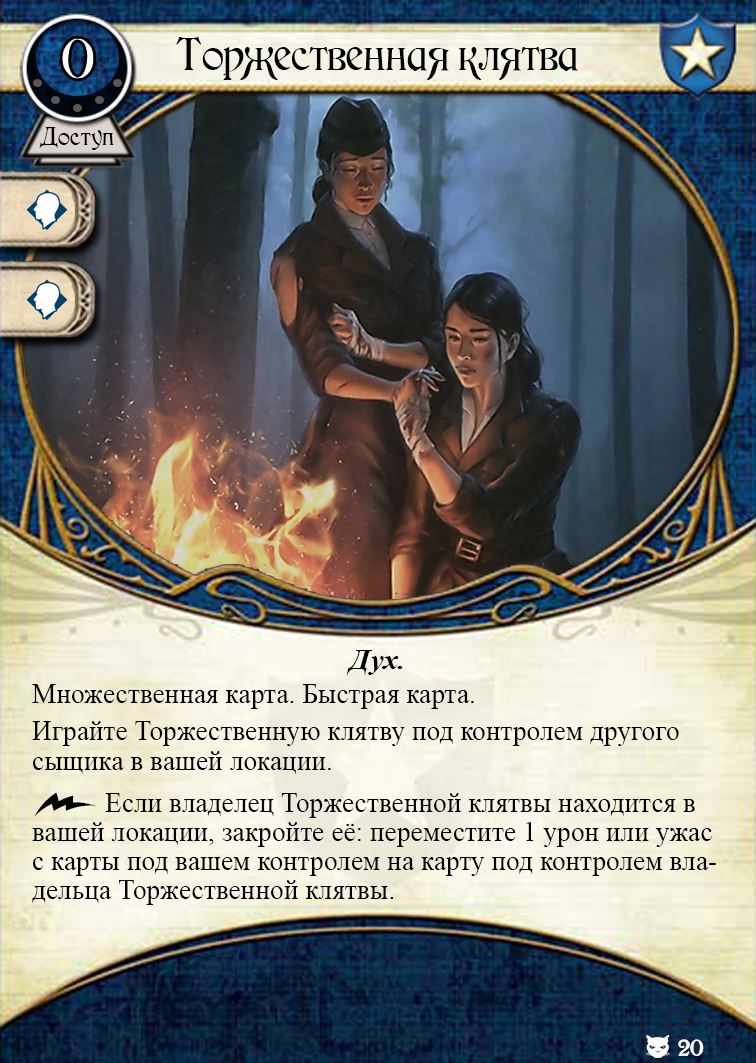 0
Торжественная клятва
Доступ
Дух.
Множественная карта. Быстрая карта.
Играйте Торжественную клятву под контролем другого
сыщика в вашей локации.
Если владелец Торжественной клятвы находится в
вашей локации, закройте её: переместите 1 урон или ужас
с карты под вашем контролем на карту под контролем вла-
дельца Торжественной клятвы.
20